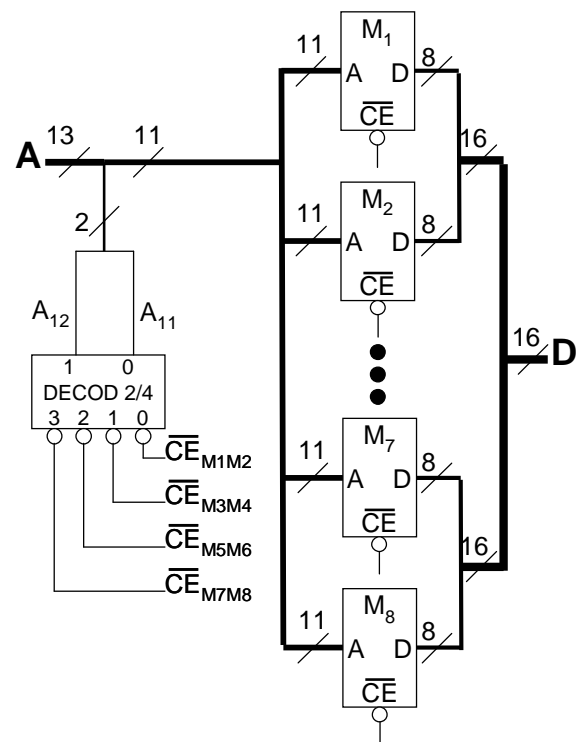 M1
11
8
A D
CE
13
11
16
A
M2
11
8
2
A D
CE
A12
A11
16
D
1 0
DECOD 2/4
3 2 1 0
M7
11
8
CE M1M2
A D
CE M3M4
CE
CE M5M6
16
CE M7M8
M8
11
8
A D
CE